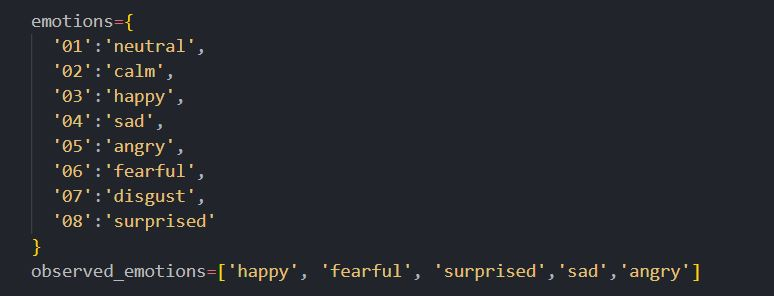 emotions={
  '01':'neutral',
  '02':'calm',
  '03':'happy',
  '04':'sad',
  '05':'angry',
  '06':'fearful',
  '07':'disgust',
  '08':'surprised'
}
observed_emotions=['happy', 'fearful', 'surprised','sad','angry']